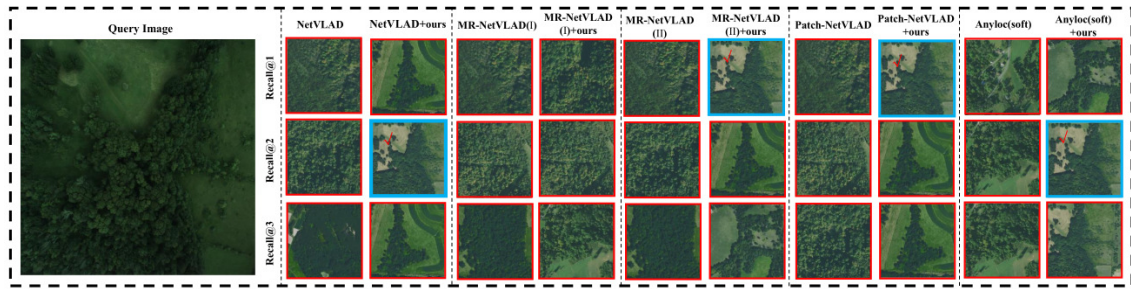 Query Image
NetVLAD
NetVLAD+ours
MR-NetVLAD(I)
MR-NetVLAD
(I)+ours
MR-NetVLAD
(II)
MR-NetVLAD
(II)+ours
Patch-NetVLAD
Patch-NetVLAD
+ours
Anyloc(soft)
Anyloc(soft)
+ours
Recall@1
Recall@2
Recall@3